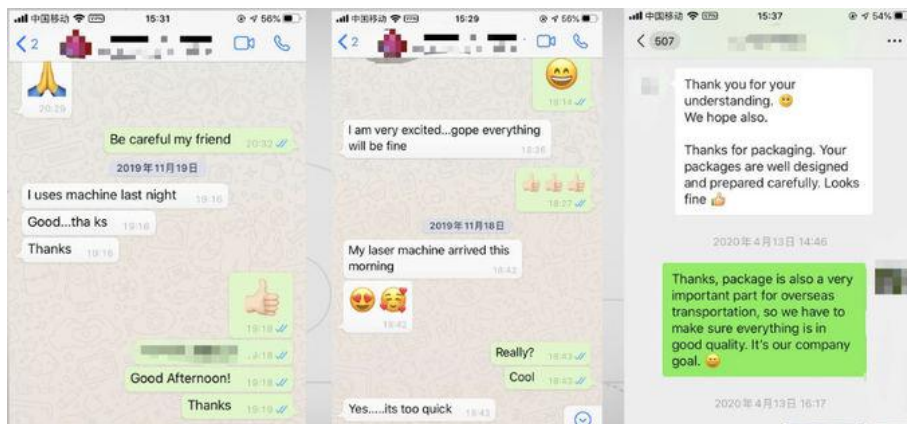 中国移动
15:31
56%
2
20:29
Be careful my friend
20:32
2019年11月19日
I uses machine last night
19:16
Good...tha ks
19:16
Thanks
19:16
19:18
Good Afternoon!
19:18
Thanks
19:19
中国移动
15:29
56%
2
18:14
I am very excited...gope everything
will be fine
18:26
18:27
2019年11月18日
My laser machine arrived this
morning
18:42
18:42
Really?
18:43
Cool
18:43
Yes.....its too quick
18:43
中国移动
15:37
54%
507
Thank you for your
understanding.
We hope also.
Thanks for packaging. Your
packages are well designed
and prepared carefully. Looks
fine
2020年4月13日 14:46
Thanks, package is also a very
important part for overseas
transportation, so we have to
make sure everything is in
good quality. It's our company
goal.
2020年4月13日 16:17